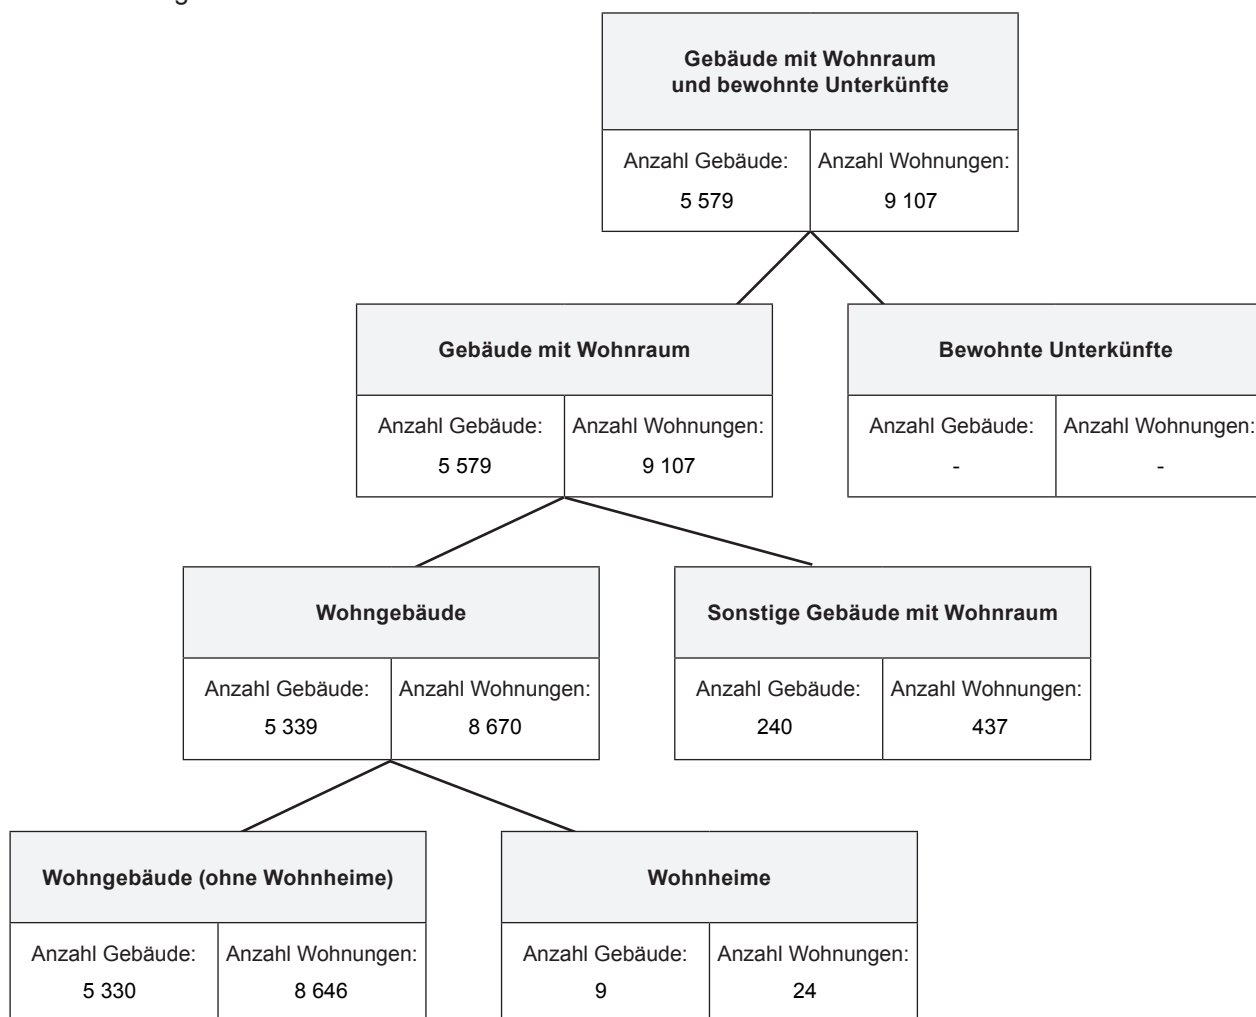 Gebäude mit Wohnraum
und bewohnte Unterkünfte
Anzahl Gebäude: Anzahl Wohnungen:
5 579 9 107
Gebäude mit Wohnraum
Anzahl Gebäude: Anzahl Wohnungen:
5 579 9 107
Bewohnte Unterkünfte
Anzahl Gebäude: Anzahl Wohnungen:
- -
Wohngebäude
Anzahl Gebäude: Anzahl Wohnungen:
5 339 8 670
Sonstige Gebäude mit Wohnraum
Anzahl Gebäude: Anzahl Wohnungen:
240 437
Wohngebäude (ohne Wohnheime)
Anzahl Gebäude: Anzahl Wohnungen:
5 330 8 646
Wohnheime
Anzahl Gebäude: Anzahl Wohnungen:
9 24